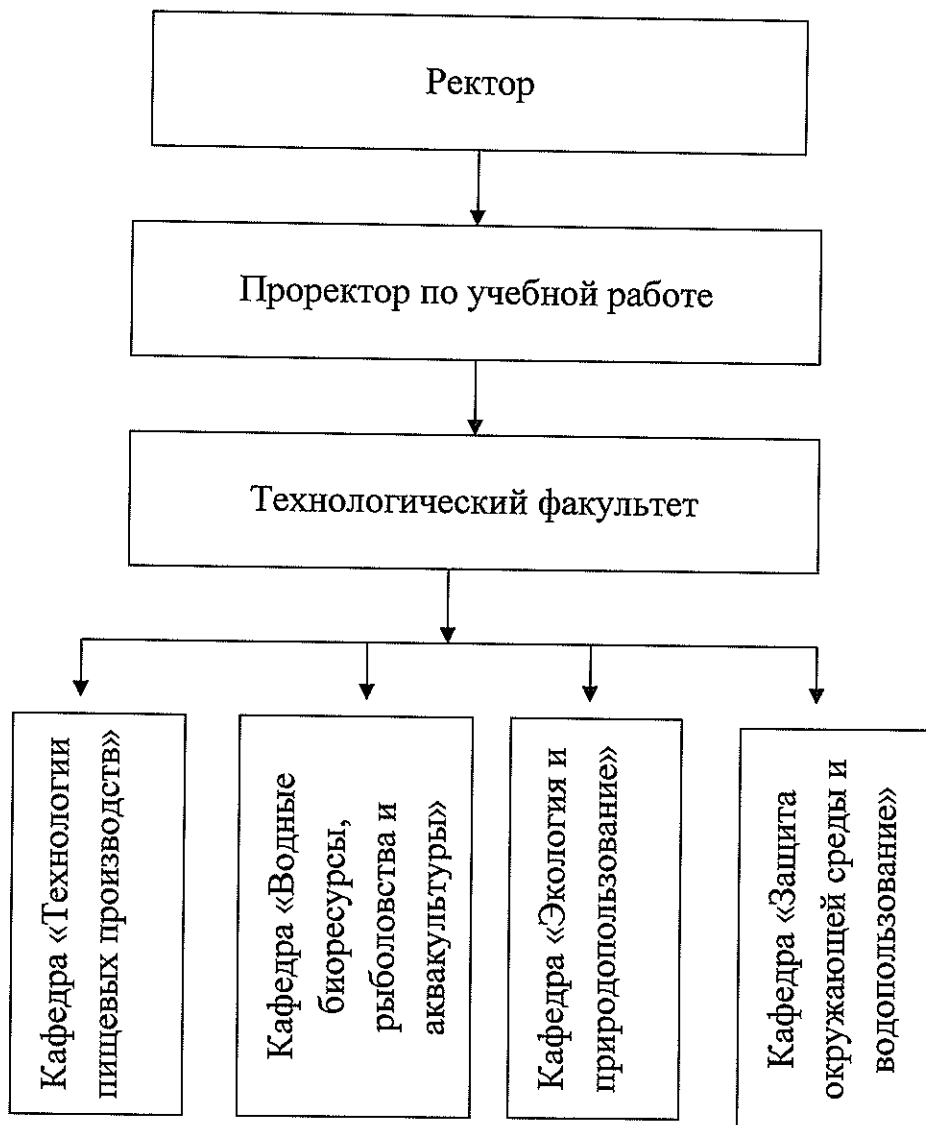 Ректор
Проректор по учебной работе
Технологический факультет
Кафедра «Технологии
пищевых производств»
Кафедра «Водные
биоресурсы,
рыболовства и
аквакультуры»
Кафедра «Экология и
природопользование»
Кафедра «Защита
окружающей среды и
водопользование»